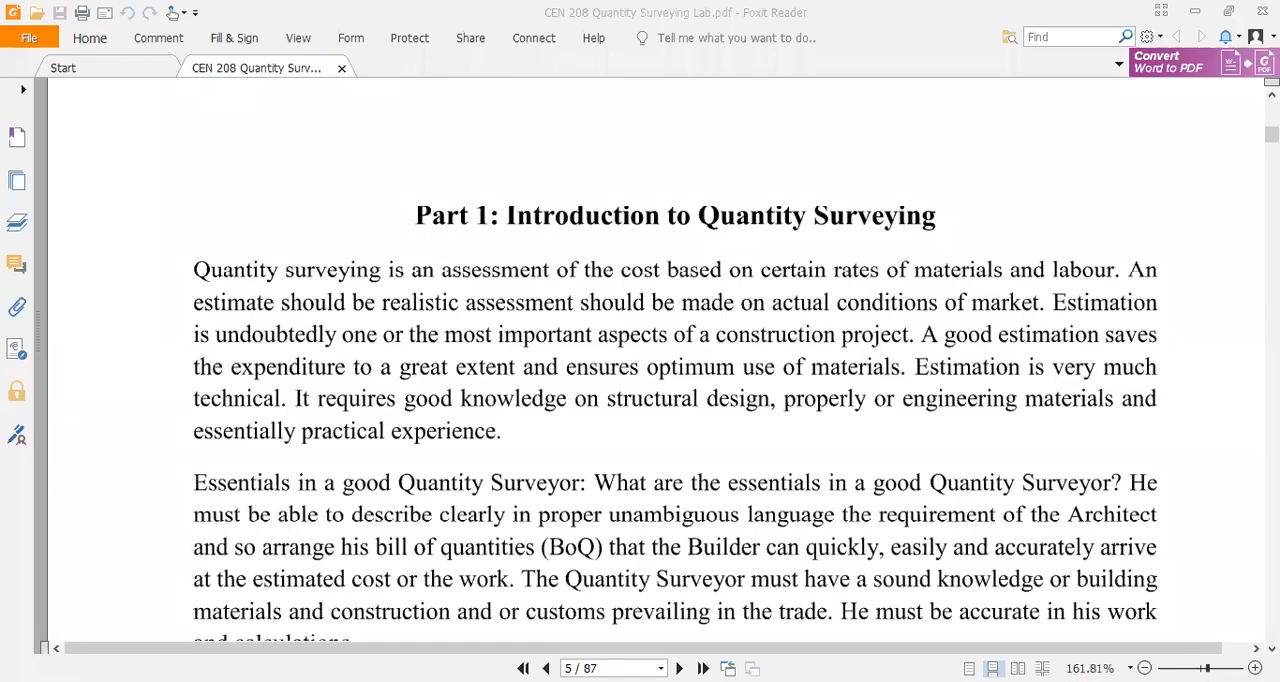 CEN 208 Quantity Surveying Lab.pdf - Foxit Reader
File Home Comment Fill & Sign View Form Protect Share Connect Help Tell me what you want to do.. Find
Start CEN 208 Quantity Surv... Convert
Word to PDF
Part 1: Introduction to Quantity Surveying
Quantity surveying is an assessment of the cost based on certain rates of materials and labour. An
estimate should be realistic assessment should be made on actual conditions of market. Estimation
is undoubtedly one or the most important aspects of a construction project. A good estimation saves
the expenditure to a great extent and ensures optimum use of materials. Estimation is very much
technical. It requires good knowledge on structural design, properly or engineering materials and
essentially practical experience.
Essentials in a good Quantity Surveyor: What are the essentials in a good Quantity Surveyor? He
must be able to describe clearly in proper unambiguous language the requirement of the Architect
and so arrange his bill of quantities (BoQ) that the Builder can quickly, easily and accurately arrive
at the estimated cost or the work. The Quantity Surveyor must have a sound knowledge or building
materials and construction and or customs prevailing in the trade. He must be accurate in his work
and calculations.
5 / 87 161.81%